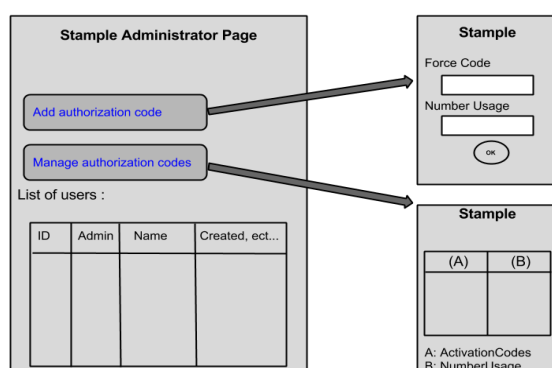 Stample Administrator Page
Add authorization code
Manage authorization codes
List of users :
ID Admin Name Created, ect...
Stample
Force Code
Number Usage
OK
Stample
(A) (B)
A: ActivationCodes
B: NumberUsage